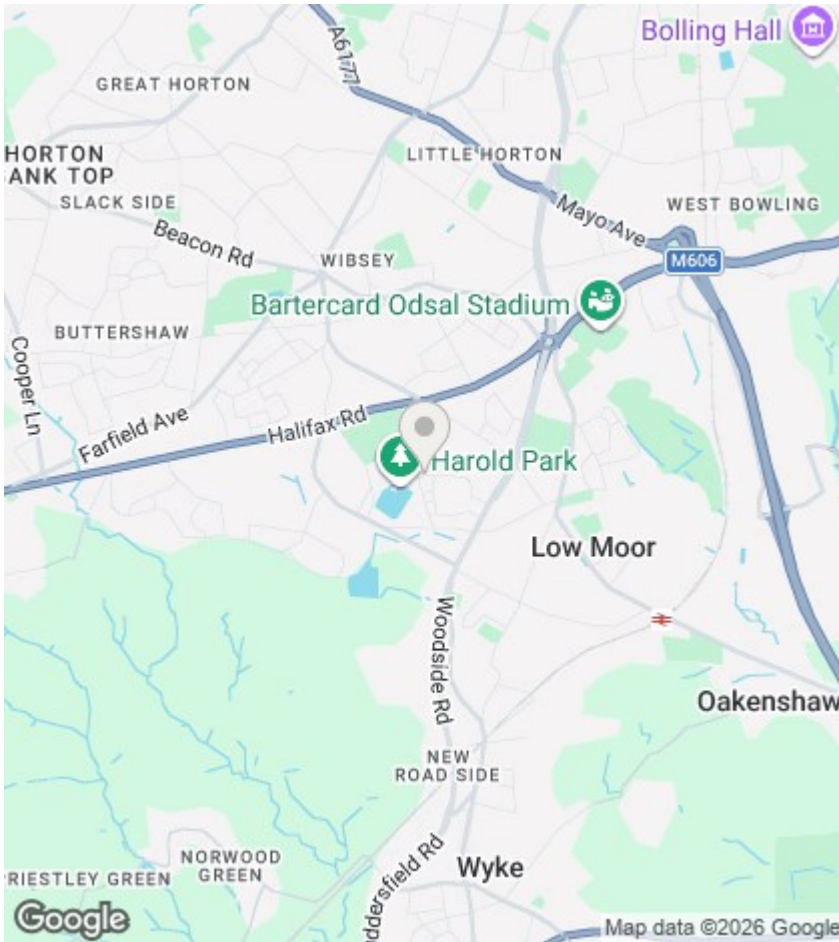 Bolling Hall
A6177
GREAT HORTON
HORTON
BANK TOP
LITTLE HORTON
SLACK SIDE
WEST BOWLING
Mayo Ave
Beacon Rd
WIBSEY
M606
Bartercard Odsal Stadium
BUTTERSHAW
Cooper Ln
Farfield Ave
Halifax Rd
Harold Park
Low Moor
Woodside Rd
Oakenshaw
NEW
ROAD SIDE
NORWOOD
GREEN
PRIESTLEY GREEN
Wyke
uddersfield Rd
Google
Map data ©2026 Google